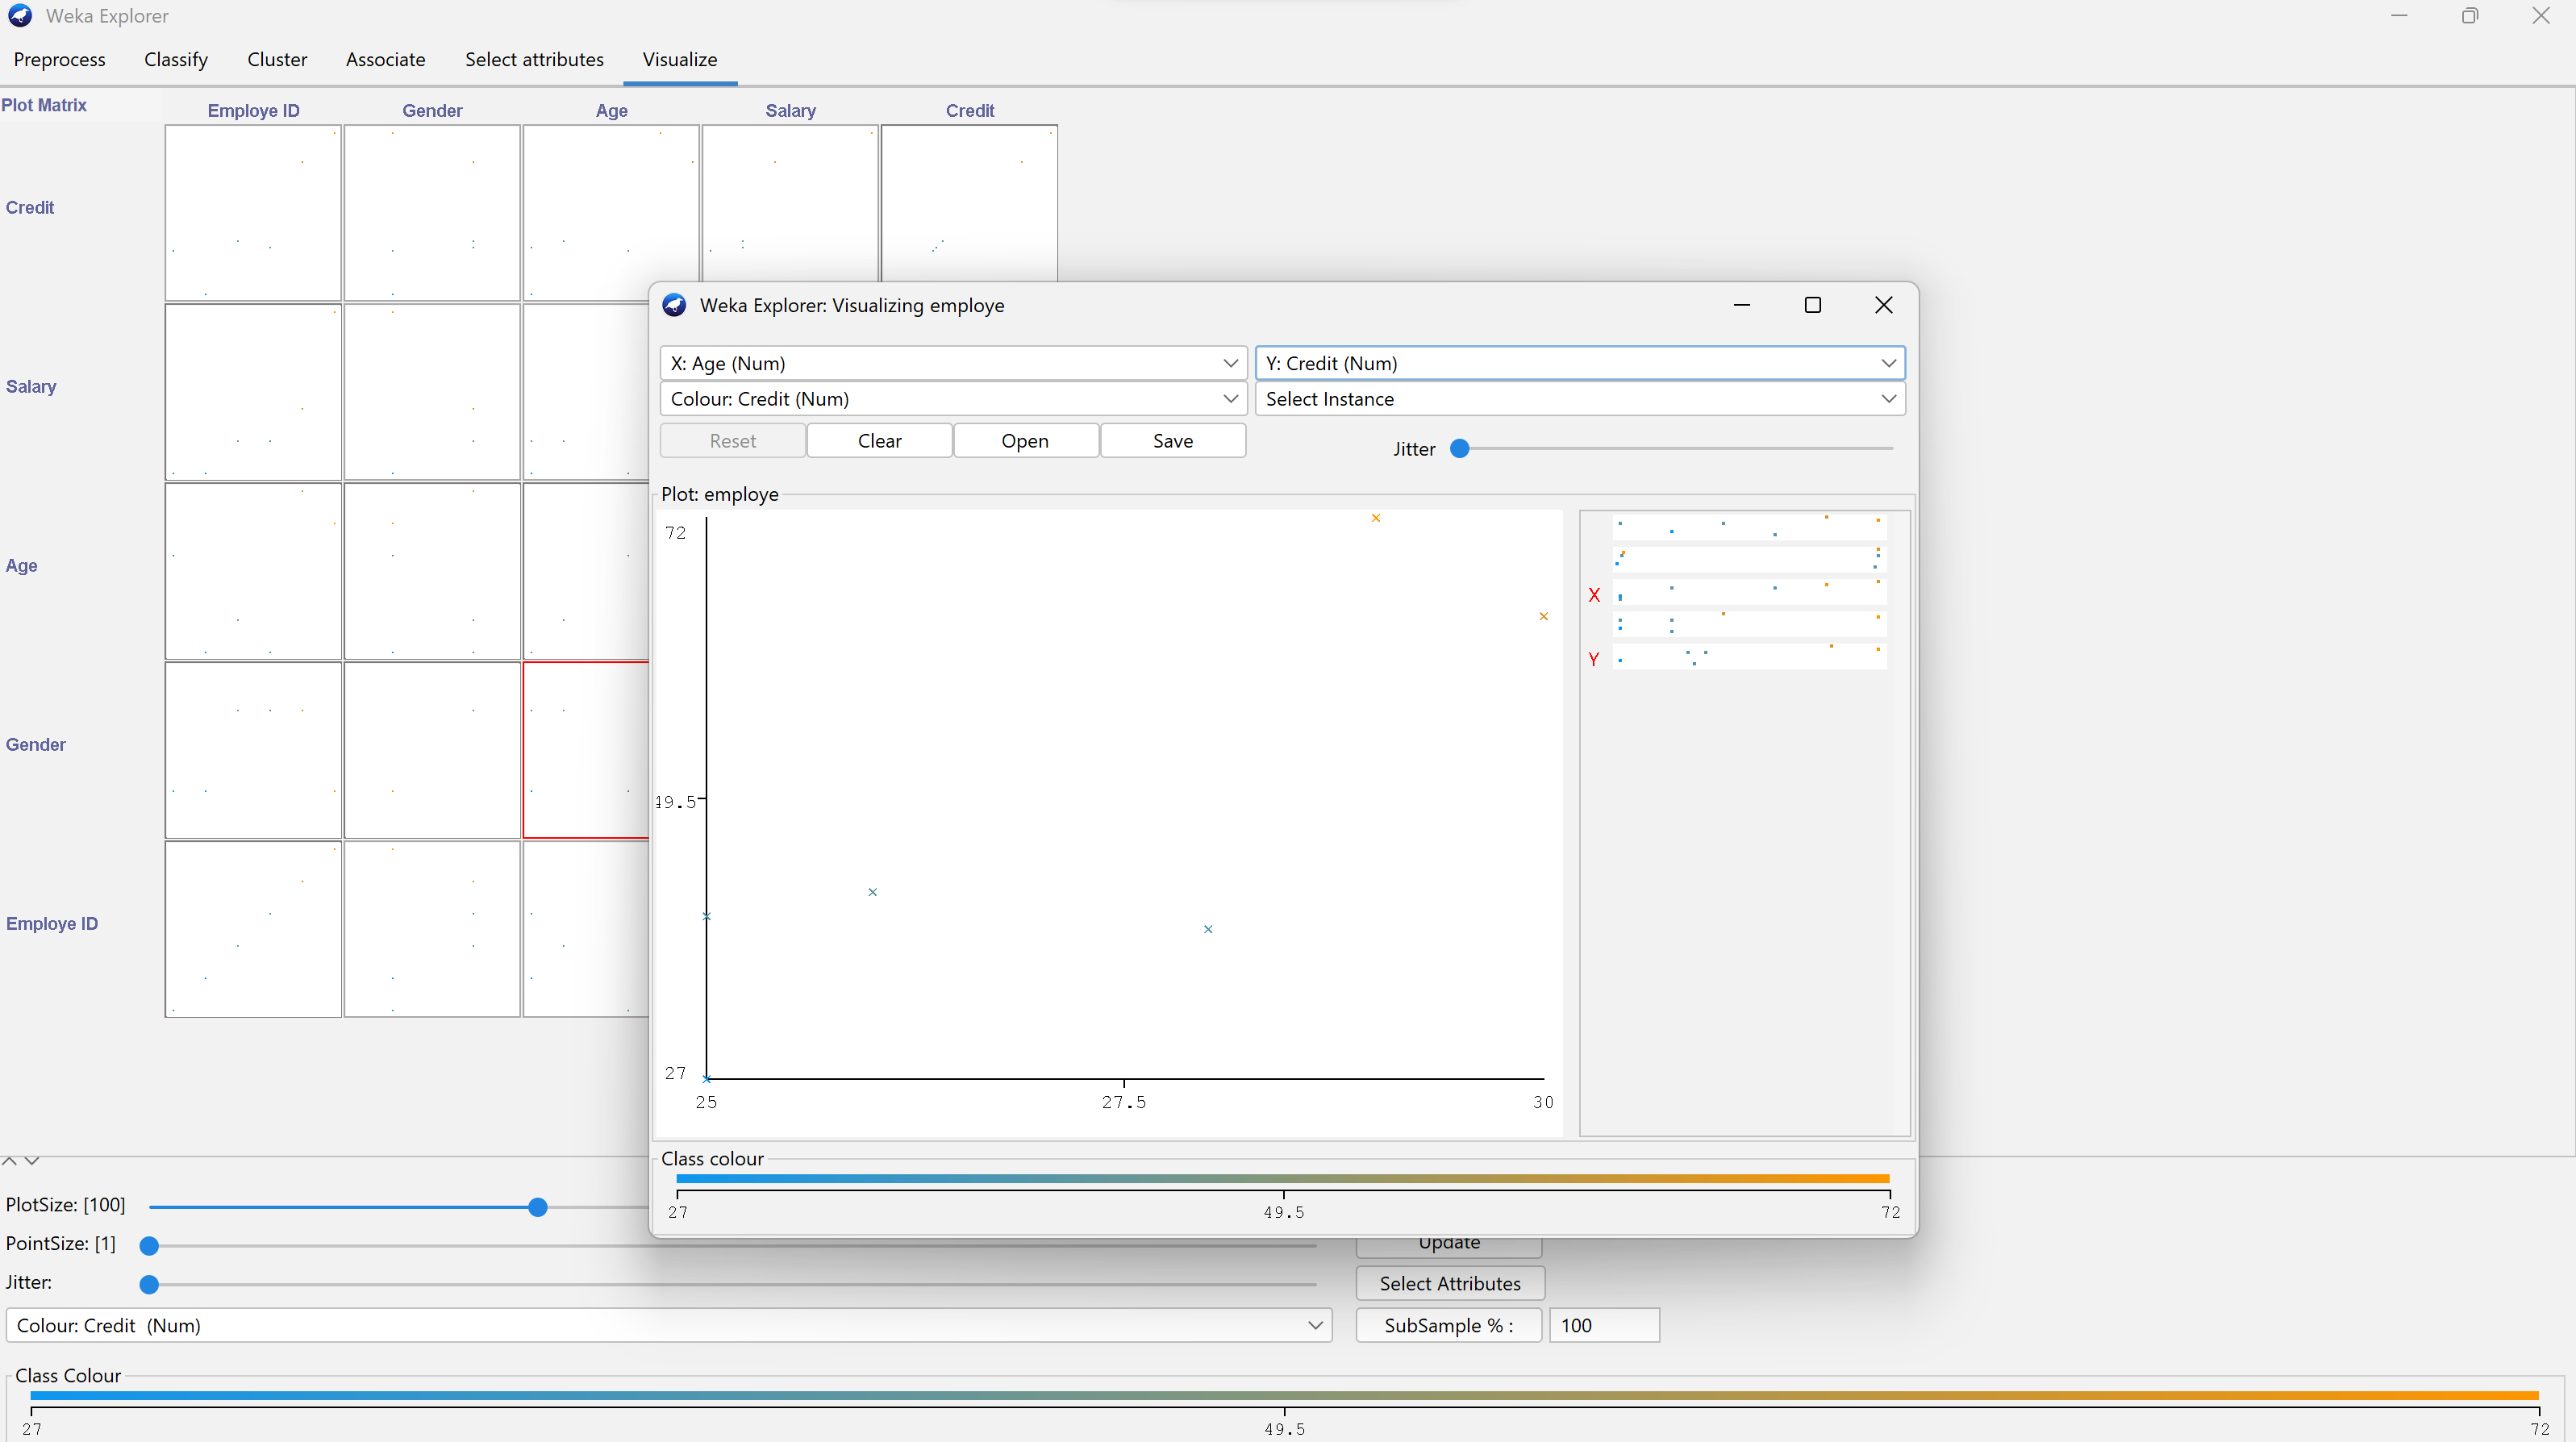 Weka Explorer
Preprocess Classify Cluster Associate Select attributes Visualize
Plot Matrix Employe ID Gender Age Salary Credit
Credit
Salary
Age
Gender
Employe ID
Weka Explorer: Visualizing employe
X: Age (Num) Y: Credit (Num)
Colour: Credit (Num) Select Instance
Reset Clear Open Save Jitter
Plot: employe
72
X
Y
49.5
27
25 27.5 30
Class colour
27 49.5 72
PlotSize: [100]
PointSize: [1] Update
Jitter: Select Attributes
Colour: Credit (Num) SubSample % : 100
Class Colour
27 49.5 72